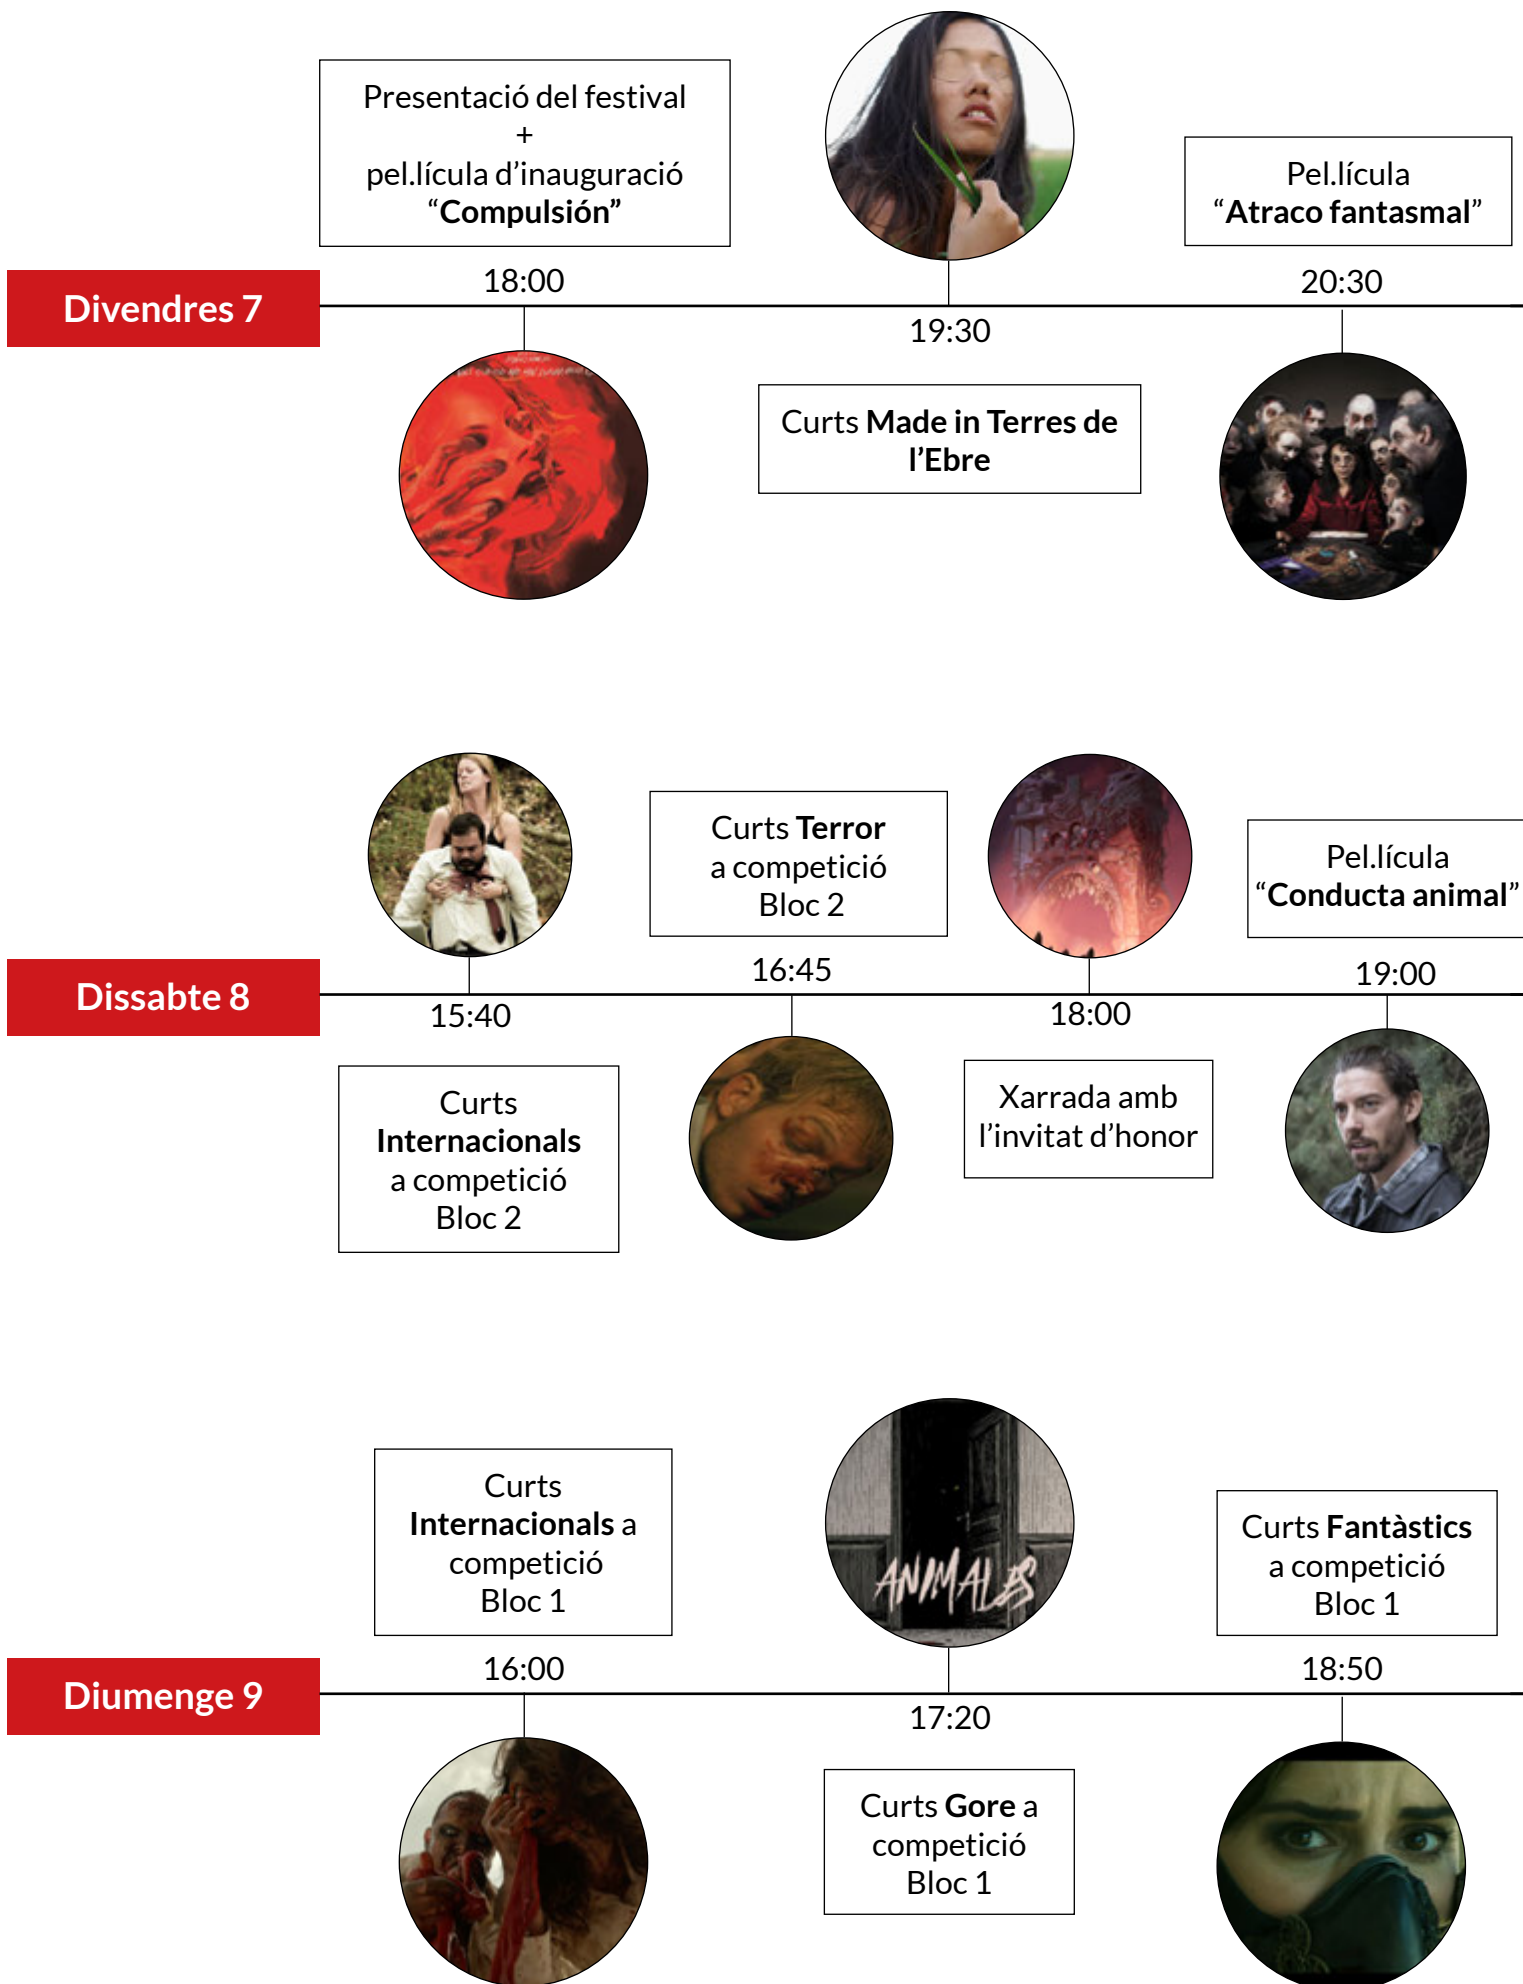 Presentació del festival
+
pel.lícula d'inauguració
“Compulsión”
Pel.lícula
“Atraco fantasmal”
18:00
20:30
Divendres 7
19:30
Curts Made in Terres de
l'Ebre
Curts Terror
a competició
Bloc 2
Pel.lícula
“Conducta animal”
16:45
19:00
Dissabte 8
15:40
18:00
Curts
Internacionals
a competició
Bloc 2
Xarrada amb
l'invitat d'honor
Curts
Internacionals a
competició
Bloc 1
ANIMALES
Curts Fantàstics
a competició
Bloc 1
16:00
18:50
Diumenge 9
17:20
Curts Gore a
competició
Bloc 1